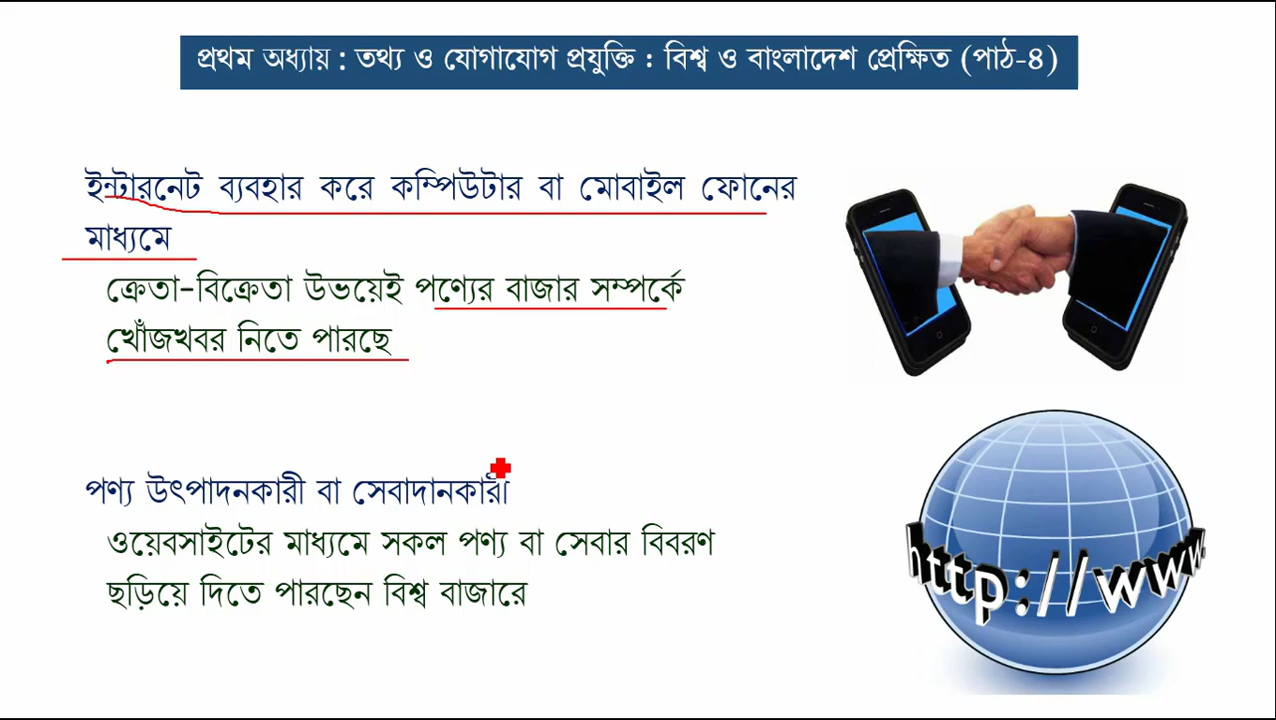 প্রথম অধ্যায় : তথ্য ও যোগাযোগ প্রযুক্তি : বিশ্ব ও বাংলাদেশ প্রেক্ষিত (পাঠ-৪)
ইন্টারনেট ব্যবহার করে কম্পিউটার বা মোবাইল ফোনের
মাধ্যমে
ক্রেতা-বিক্রেতা উভয়েই পণ্যের বাজার সম্পর্কে
খোঁজখবর নিতে পারছে
পণ্য উৎপাদনকারী বা সেবাদানকারী
ওয়েবসাইটের মাধ্যমে সকল পণ্য বা সেবার বিবরণ
ছড়িয়ে দিতে পারছেন বিশ্ব বাজারে
http://www.